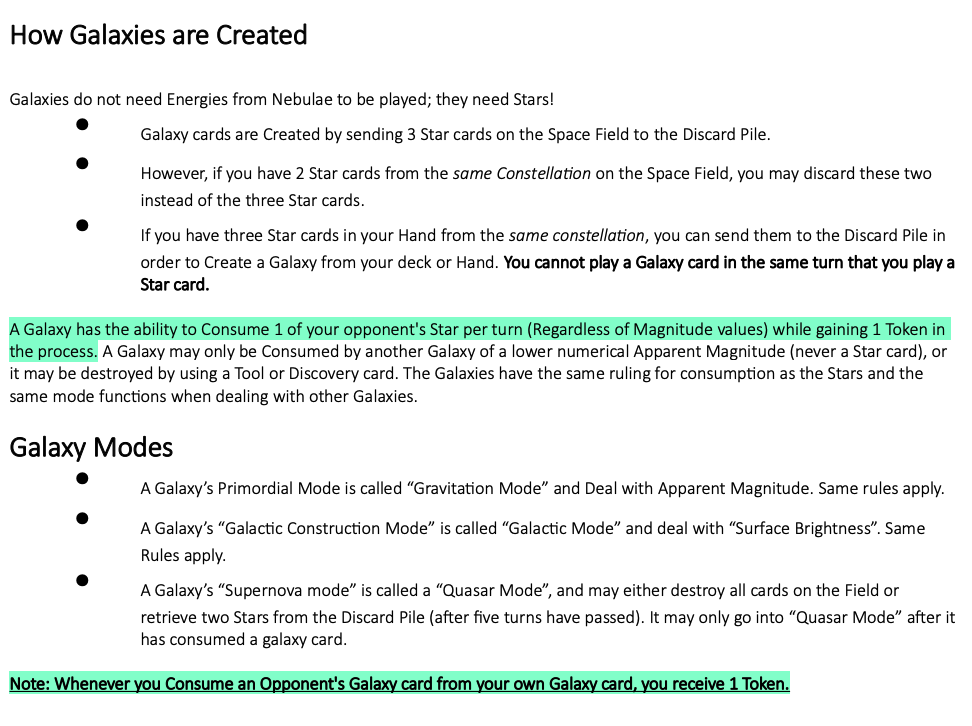 How Galaxies are Created
Galaxies do not need Energies from Nebulae to be played; they need Stars!
● Galaxy cards are Created by sending 3 Star cards on the Space Field to the Discard Pile.
● However, if you have 2 Star cards from the same Constellation on the Space Field, you may discard these two
instead of the three Star cards.
● If you have three Star cards in your Hand from the same constellation, you can send them to the Discard Pile in
order to Create a Galaxy from your deck or Hand. You cannot play a Galaxy card in the same turn that you play a
Star card.
A Galaxy has the ability to Consume 1 of your opponent's Star per turn (Regardless of Magnitude values) while gaining 1 Token in
the process. A Galaxy may only be Consumed by another Galaxy of a lower numerical Apparent Magnitude (never a Star card), or
it may be destroyed by using a Tool or Discovery card. The Galaxies have the same ruling for consumption as the Stars and the
same mode functions when dealing with other Galaxies.
Galaxy Modes
● A Galaxy’s Primordial Mode is called “Gravitation Mode” and Deal with Apparent Magnitude. Same rules apply.
● A Galaxy’s “Galactic Construction Mode” is called “Galactic Mode” and deal with “Surface Brightness”. Same
Rules apply.
● A Galaxy’s “Supernova mode” is called a “Quasar Mode”, and may either destroy all cards on the Field or
retrieve two Stars from the Discard Pile (after five turns have passed). It may only go into “Quasar Mode” after it
has consumed a galaxy card.
Note: Whenever you Consume an Opponent's Galaxy card from your own Galaxy card, you receive 1 Token.